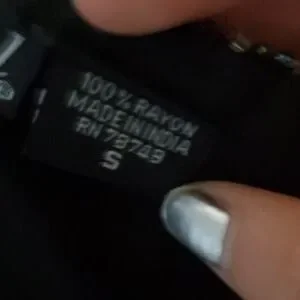 100% RAYON
MADE IN INDIA
RN 78749
S